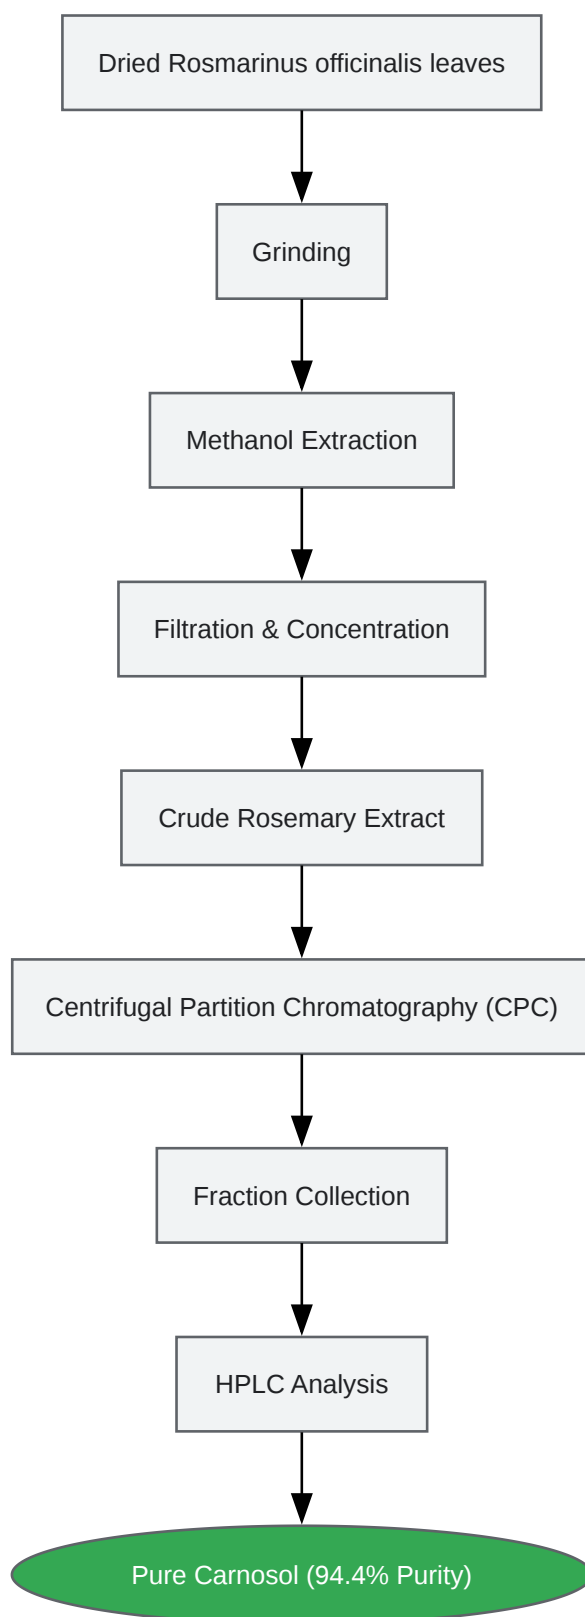 Dried Rosmarinus officinalis leaves
Grinding
Methanol Extraction
Filtration & Concentration
Crude Rosemary Extract
Centrifugal Partition Chromatography (CPC)
Fraction Collection
HPLC Analysis
Pure Carnosol (94.4% Purity)